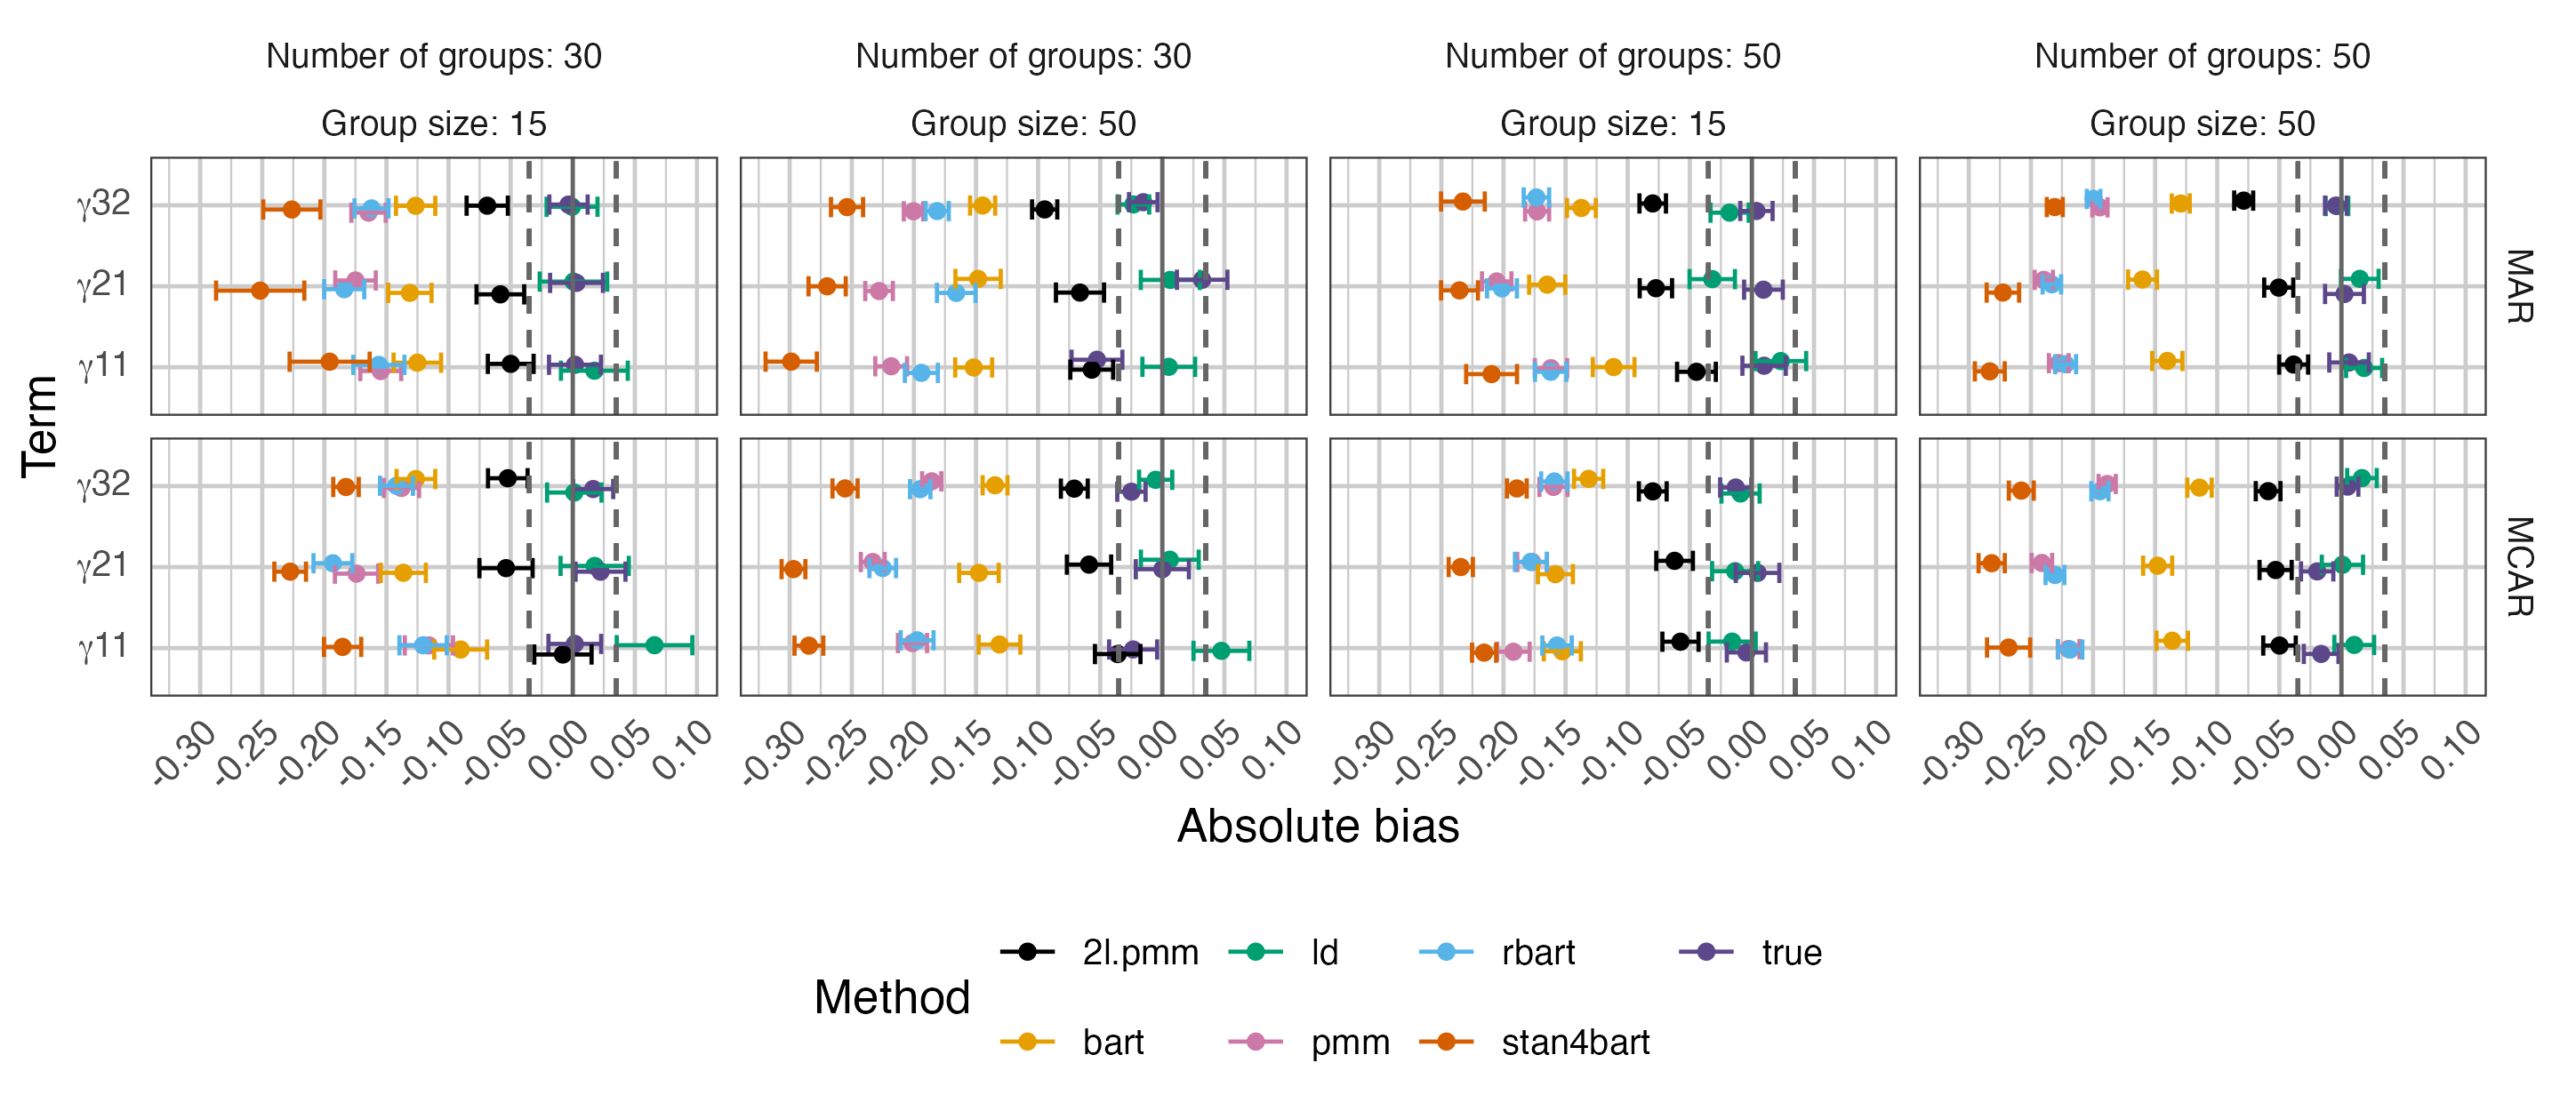 Number of groups: 30 Number of groups: 30 Number of groups: 50 Number of groups: 50
Group size: 15 Group size: 50 Group size: 15 Group size: 50
γ32
γ21
γ11
MAR
Term
γ32
γ21
γ11
MCAR
-0.30 -0.25 -0.20 -0.15 -0.10 -0.05 0.00 0.05 0.10 -0.30 -0.25 -0.20 -0.15 -0.10 -0.05 0.00 0.05 0.10 -0.30 -0.25 -0.20 -0.15 -0.10 -0.05 0.00 0.05 0.10 -0.30 -0.25 -0.20 -0.15 -0.10 -0.05 0.00 0.05 0.10
Absolute bias
Method
2l.pmm ld rbart true
bart pmm stan4bart